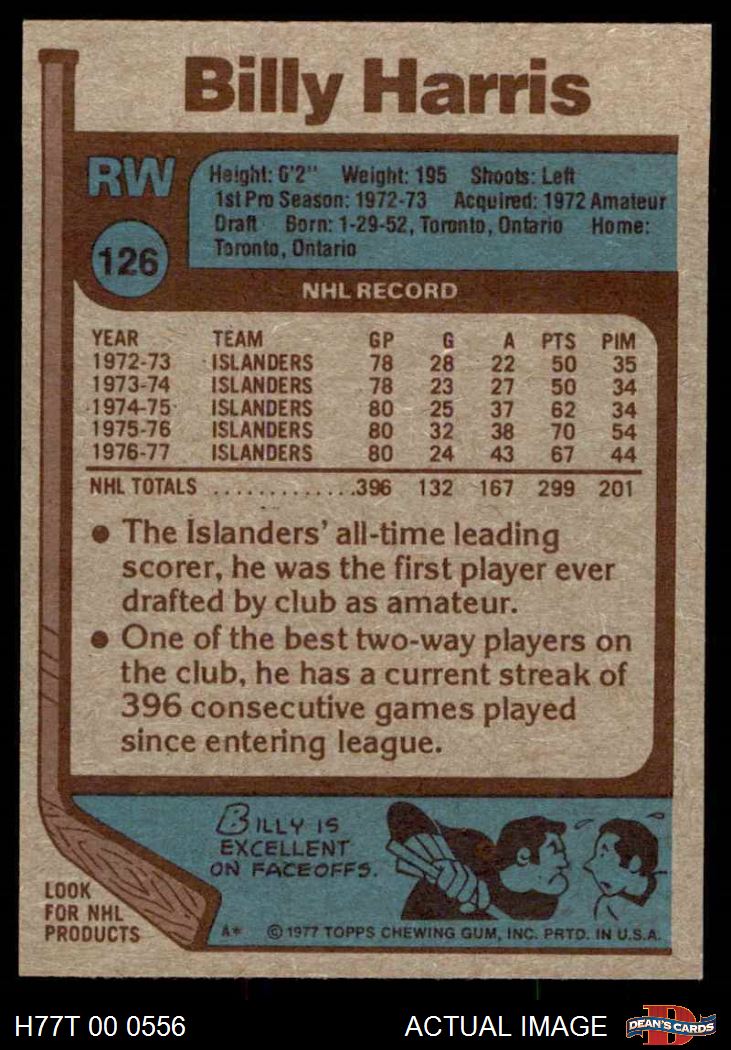 Billy Harris
RW
126
Height: 6'2" Weight: 195 Shoots: Left
1st Pro Season: 1972-73 Acquired: 1972 Amateur
Draft Born: 1-29-52, Toronto, Ontario Home:
Toronto, Ontario
NHL RECORD
YEAR TEAM GP G A PTS PIM
1972-73 ISLANDERS 78 28 22 50 35
1973-74 ISLANDERS 78 23 27 50 34
1974-75 ISLANDERS 80 25 37 62 34
1975-76 ISLANDERS 80 32 38 70 54
1976-77 ISLANDERS 80 24 43 67 44
NHL TOTALS .............396 132 167 299 201
● The Islanders' all-time leading
scorer, he was the first player ever
drafted by club as amateur.
● One of the best two-way players on
the club, he has a current streak of
396 consecutive games played
since entering league.
BILLY IS
EXCELLENT
ON FACEOFFS.
LOOK
FOR NHL
PRODUCTS
A* © 1977 TOPPS CHEWING GUM, INC. PRTD. IN U.S.A.
H77T 00 0556 ACTUAL IMAGE
D
DEAN'S CARDS